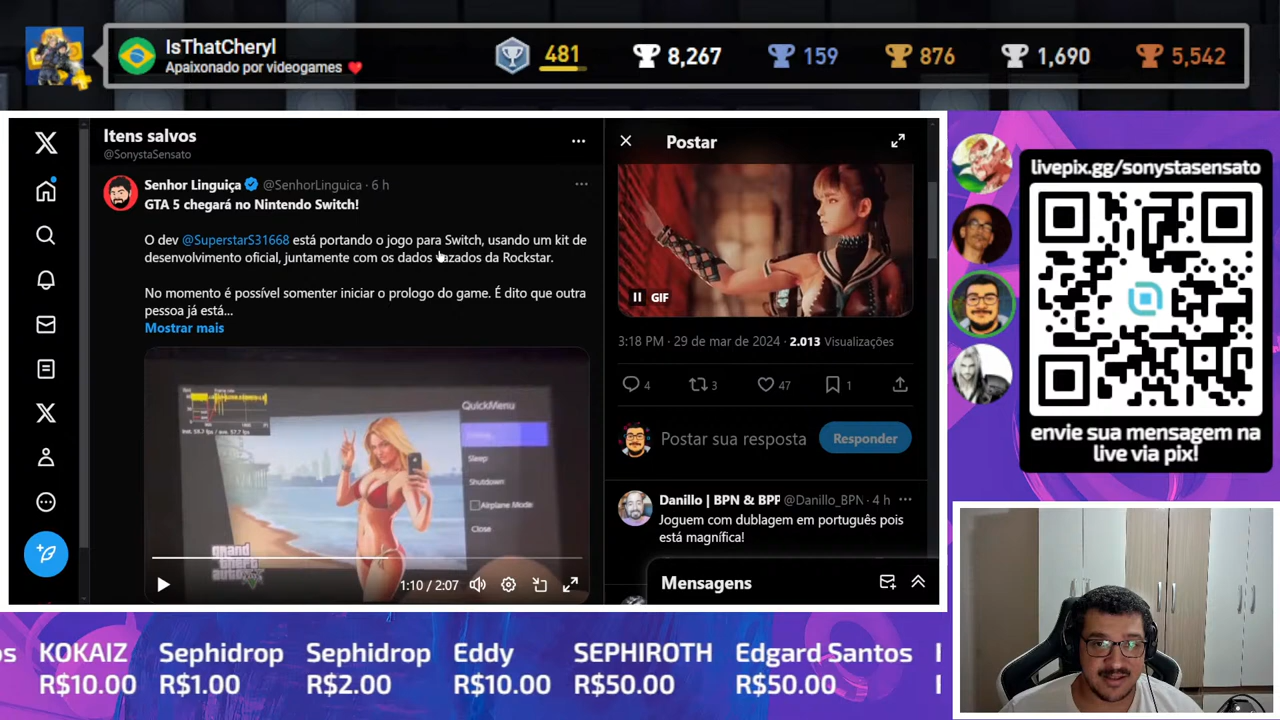 IsThatCheryl
Apaixonado por videogames ❤️
481
8,267
159
876
1,690
5,542
Itens salvos
@SonystaSensato
Senhor Linguiça @SenhorLinguica · 6 h
GTA 5 chegará no Nintendo Switch!
O dev @SuperstarS31668 está portando o jogo para Switch, usando um kit de
desenvolvimento oficial, juntamente com os dados vazados da Rockstar.
No momento é possível somente iniciar o prologo do game. É dito que outra
pessoa já está...
Mostrar mais
QuickMenu
Sleep
Shutdown
Airplane Mode
Close
grand
theft
1:10 / 2:07
Postar
GIF
3:18 PM · 29 de mar de 2024 · 2.013 Visualizações
4
3
47
1
Postar sua resposta
Responder
Danillo | BPN & BPF @Danillo_BPN · 4 h
Joguem com dublagem em português pois
está magnífica!
Mensagens
livepix.gg/sonystasensato
envie sua mensagem na
live via pix!
os KOKAIZ Sephidrop Sephidrop Eddy SEPHIROTH Edgard Santos
R$10.00 R$1.00 R$2.00 R$10.00 R$50.00 R$50.00